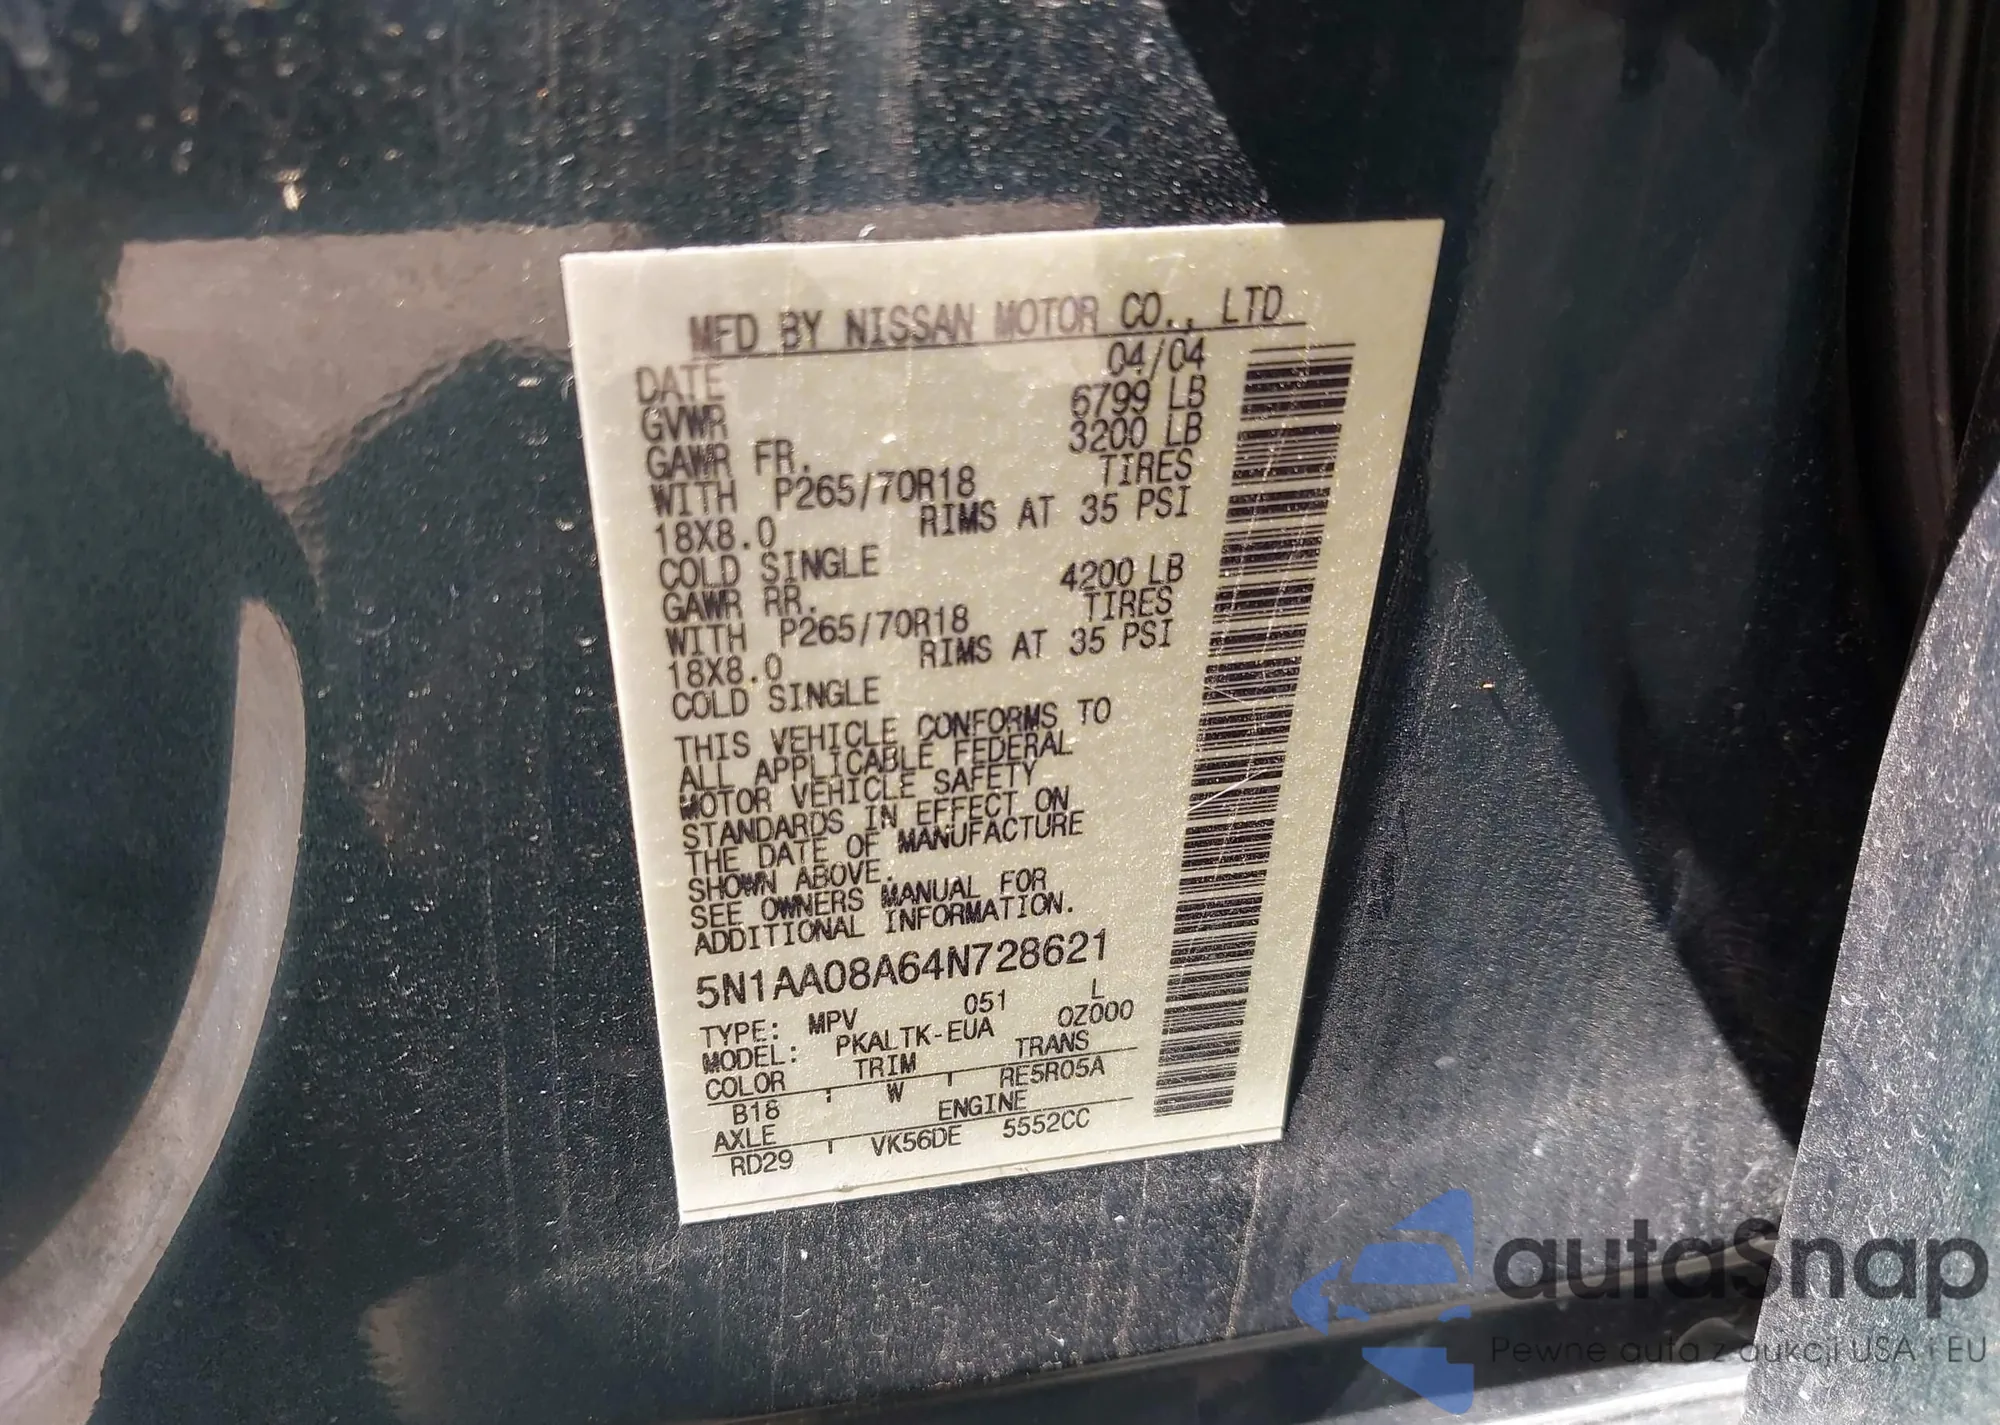 MFD BY NISSAN MOTOR CO., LTD
DATE 04/04
GVWR 6799 LB
GAWR FR. 3200 LB
WITH P265/70R18 TIRES
18X8.0 RIMS AT 35 PSI
COLD SINGLE
GAWR RR. 4200 LB
WITH P265/70R18 TIRES
18X8.0 RIMS AT 35 PSI
COLD SINGLE
THIS VEHICLE CONFORMS TO
ALL APPLICABLE FEDERAL
MOTOR VEHICLE SAFETY
STANDARDS IN EFFECT ON
THE DATE OF MANUFACTURE
SHOWN ABOVE.
SEE OWNERS MANUAL FOR
ADDITIONAL INFORMATION.
5N1AA08A64N728621
TYPE: MPV 051 L
MODEL: PKALTK-EUA 0Z000
COLOR TRIM TRANS
B18 W RE5R05A
AXLE ENGINE
RD29 VK56DE 5552CC
autaSnap
Pewne auta z aukcji USA i EU